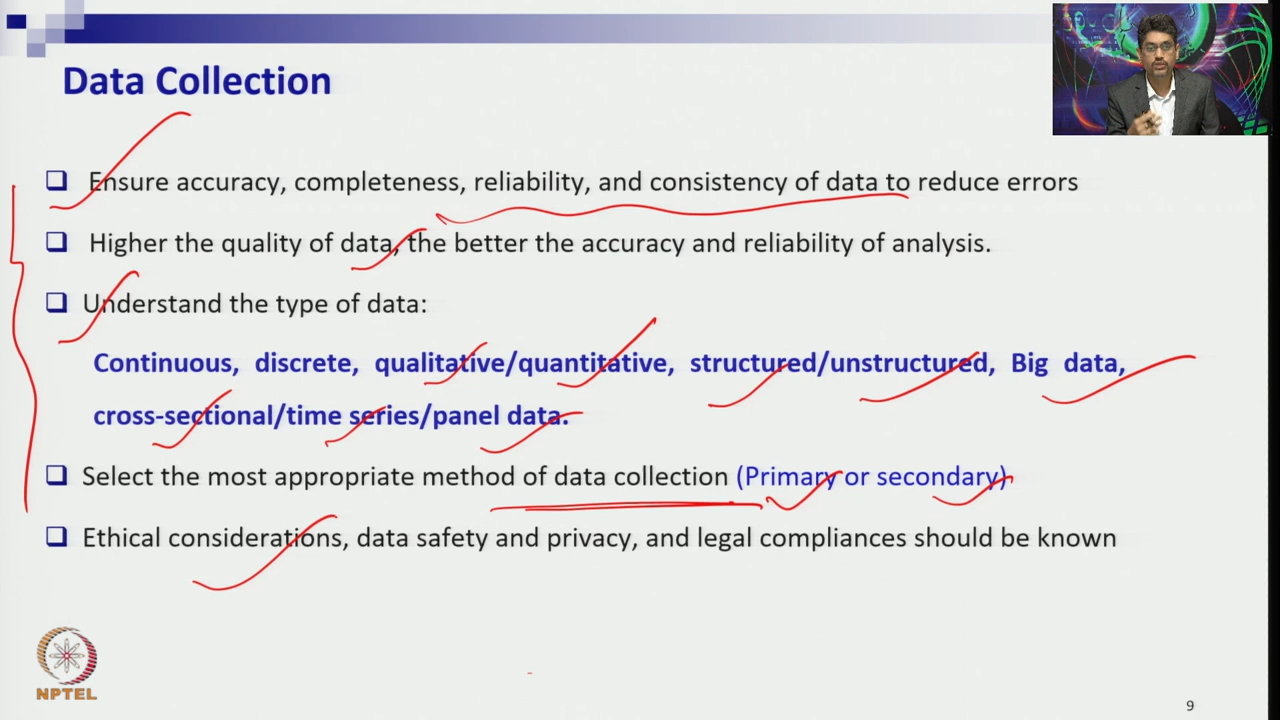 Data Collection
Ensure accuracy, completeness, reliability, and consistency of data to reduce errors
Higher the quality of data, the better the accuracy and reliability of analysis.
Understand the type of data:
Continuous, discrete, qualitative/quantitative, structured/unstructured, Big data,
cross-sectional/time series/panel data.
Select the most appropriate method of data collection (Primary or secondary)
Ethical considerations, data safety and privacy, and legal compliances should be known
NPTEL
9